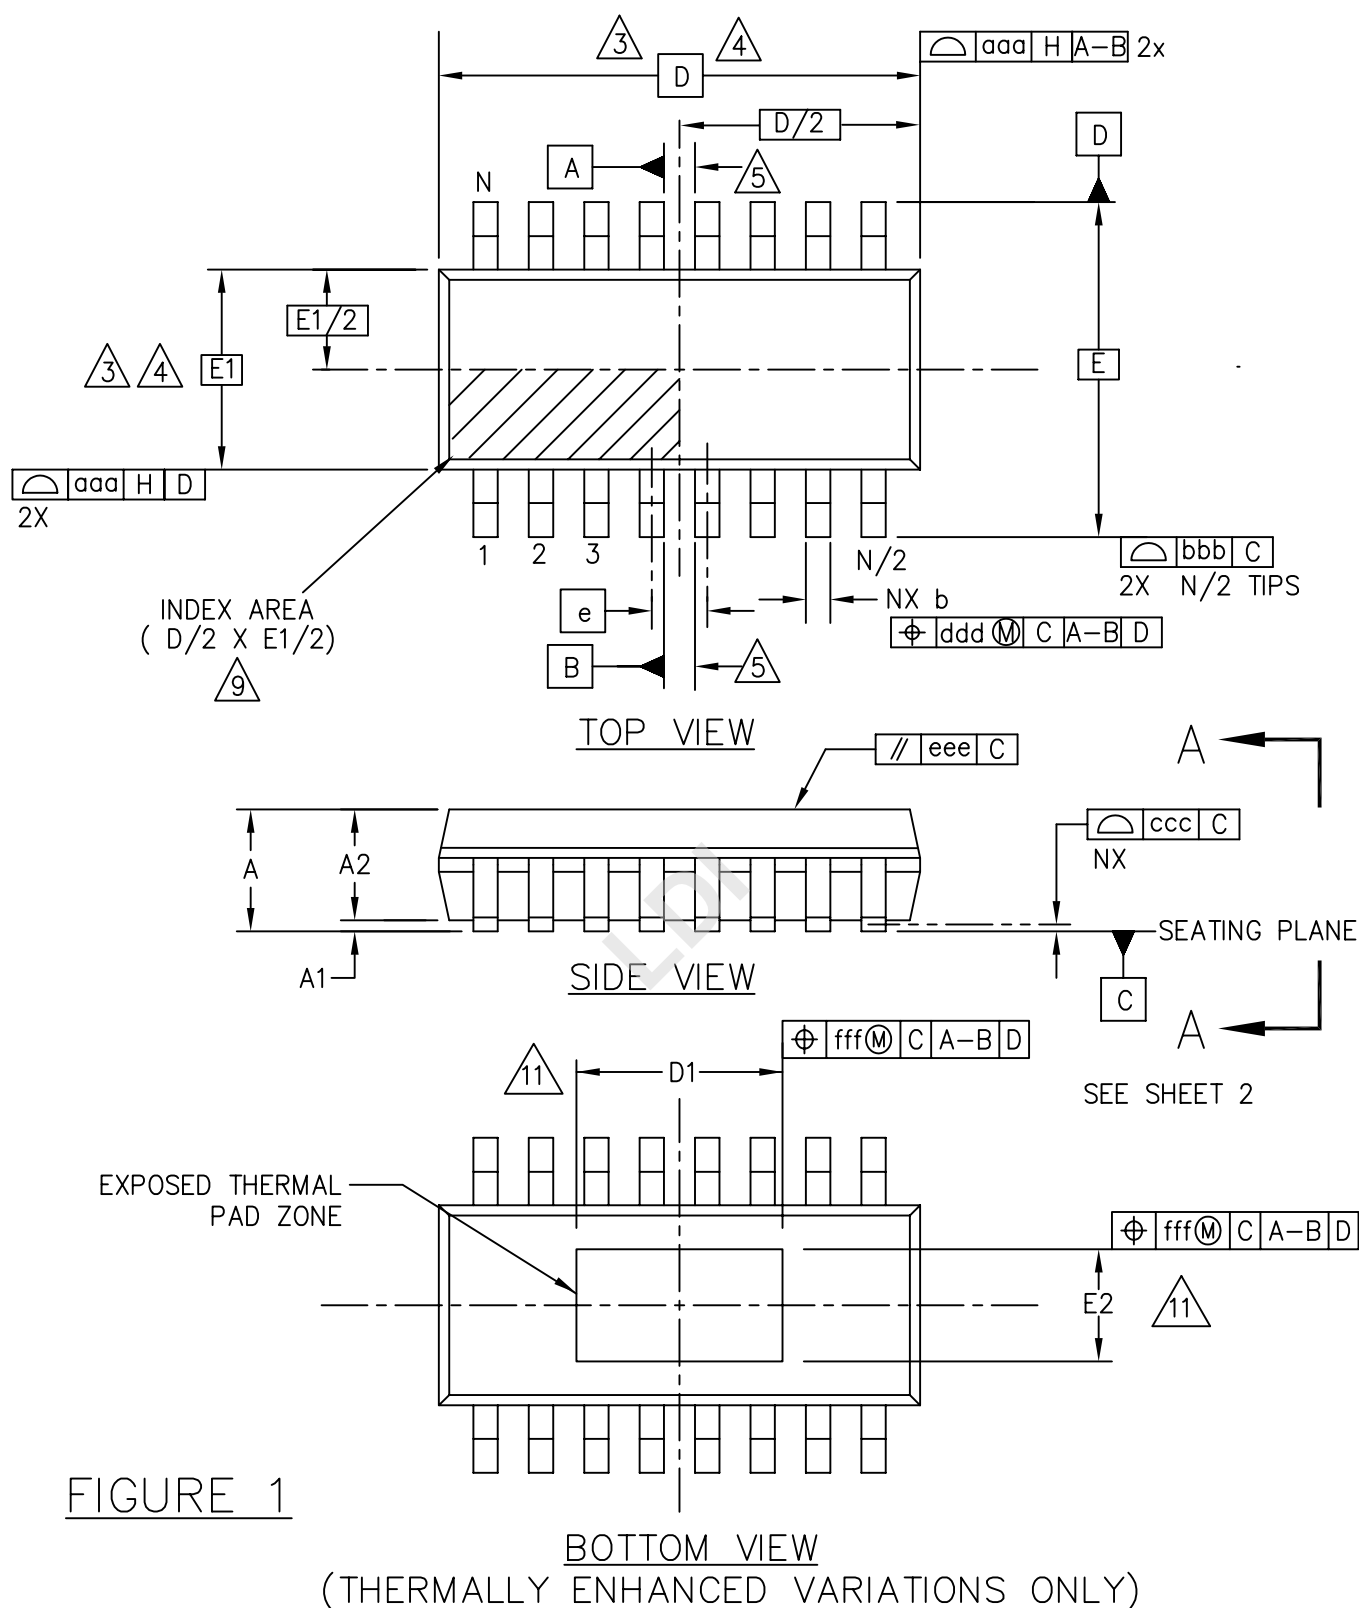 3 4
aaa H A-B 2x
D
D/2
D
A
5
N
E1/2
3 4 E1
E
aaa H D
2X
1 2 3 N/2
bbb C
2X N/2 TIPS
INDEX AREA
( D/2 X E1/2)
9
e
NX b
ddd Ⓜ C A-B D
B
5
TOP VIEW
// eee C
A
ccc C
NX
A
A2
LDI
SEATING PLANE
A1
SIDE VIEW
C
A
fff Ⓜ C A-B D
11
D1
SEE SHEET 2
EXPOSED THERMAL
PAD ZONE
fff Ⓜ C A-B D
E2
11
FIGURE 1
BOTTOM VIEW
(THERMALLY ENHANCED VARIATIONS ONLY)